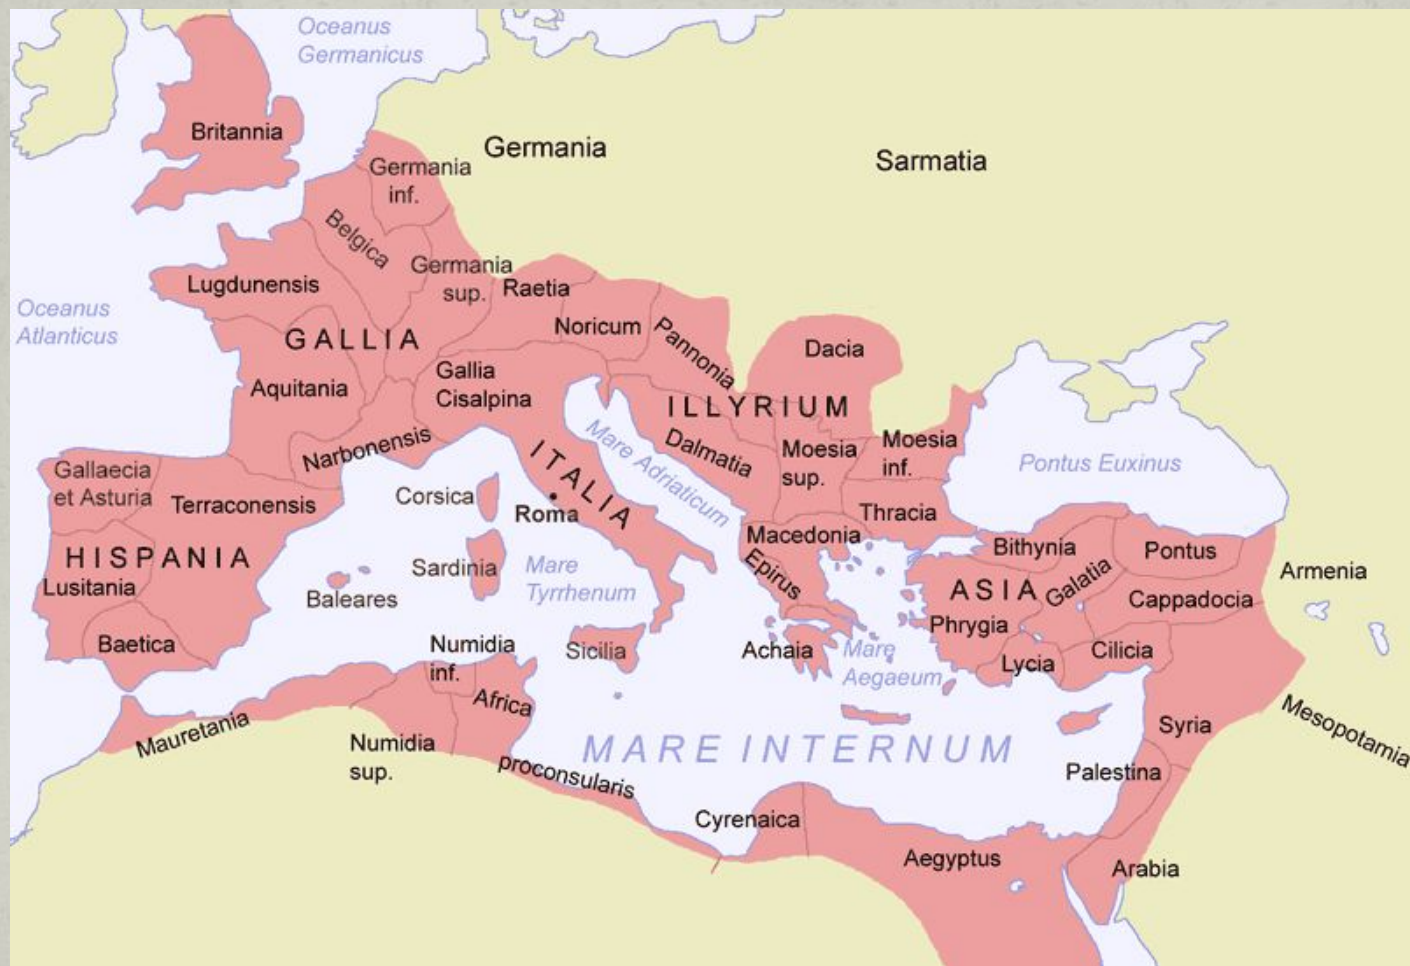 Oceanus
Germanicus
Britannia
Germania
Sarmatia
Germania
inf.
Belgica
Lugdunensis
Germania
sup.
Raetia
Oceanus
Atlanticus
GALLIA
Noricum
Pannonia
Dacia
Aquitania
Gallia
Cisalpina
ILLYRIUM
Narbonensis
ITALIA
Mare Adriaticum
Dalmatia
Moesia
sup.
Moesia
inf.
Pontus Euxinus
Gallaecia
et Asturia
Terraconensis
Corsica
Roma
Thracia
HISPANIA
Macedonia
Bithynia
Pontus
Lusitania
Baleares
Sardinia
Mare
Tyrrhenum
Epirus
ASIA
Galatia
Armenia
Cappadocia
Phrygia
Baetica
Numidia
inf.
Sicilia
Achaia
Mare
Aegaeum
Lycia
Cilicia
Africa
Mauretania
Numidia
sup.
proconsularis
MARE INTERNUM
Syria
Mesopotamia
Palestina
Cyrenaica
Aegyptus
Arabia